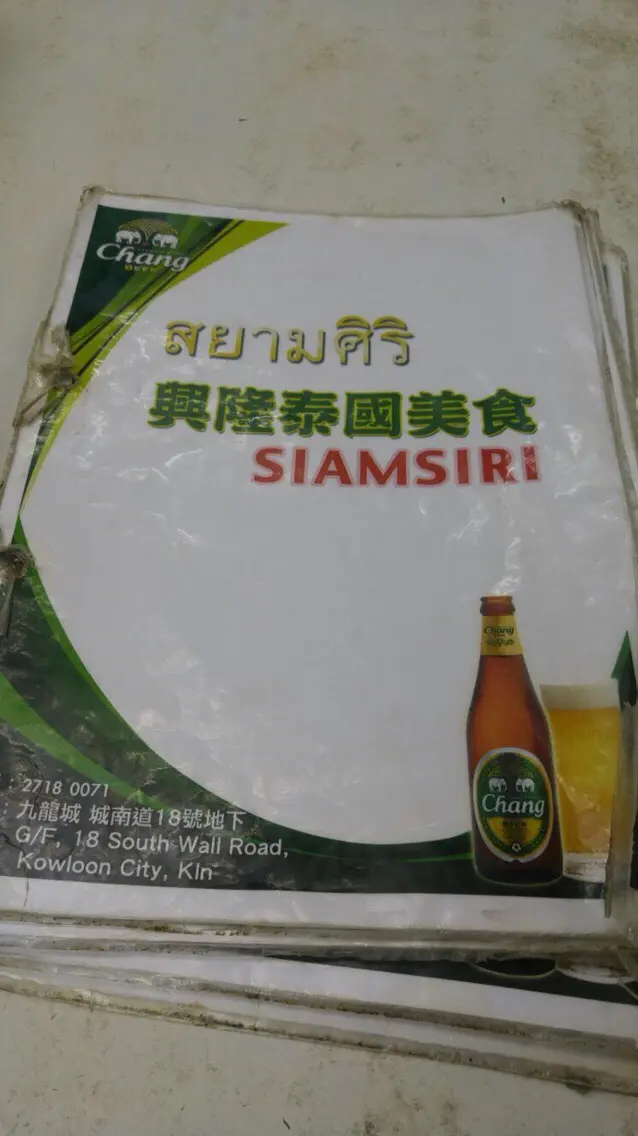 Chang
BEER
สยามศิริ
興隆泰國美食
SIAMSIRI
Chang
Chang
2718 0071
九龍城 城南道18號地下
G/F, 18 South Wall Road,
Kowloon City, Kln